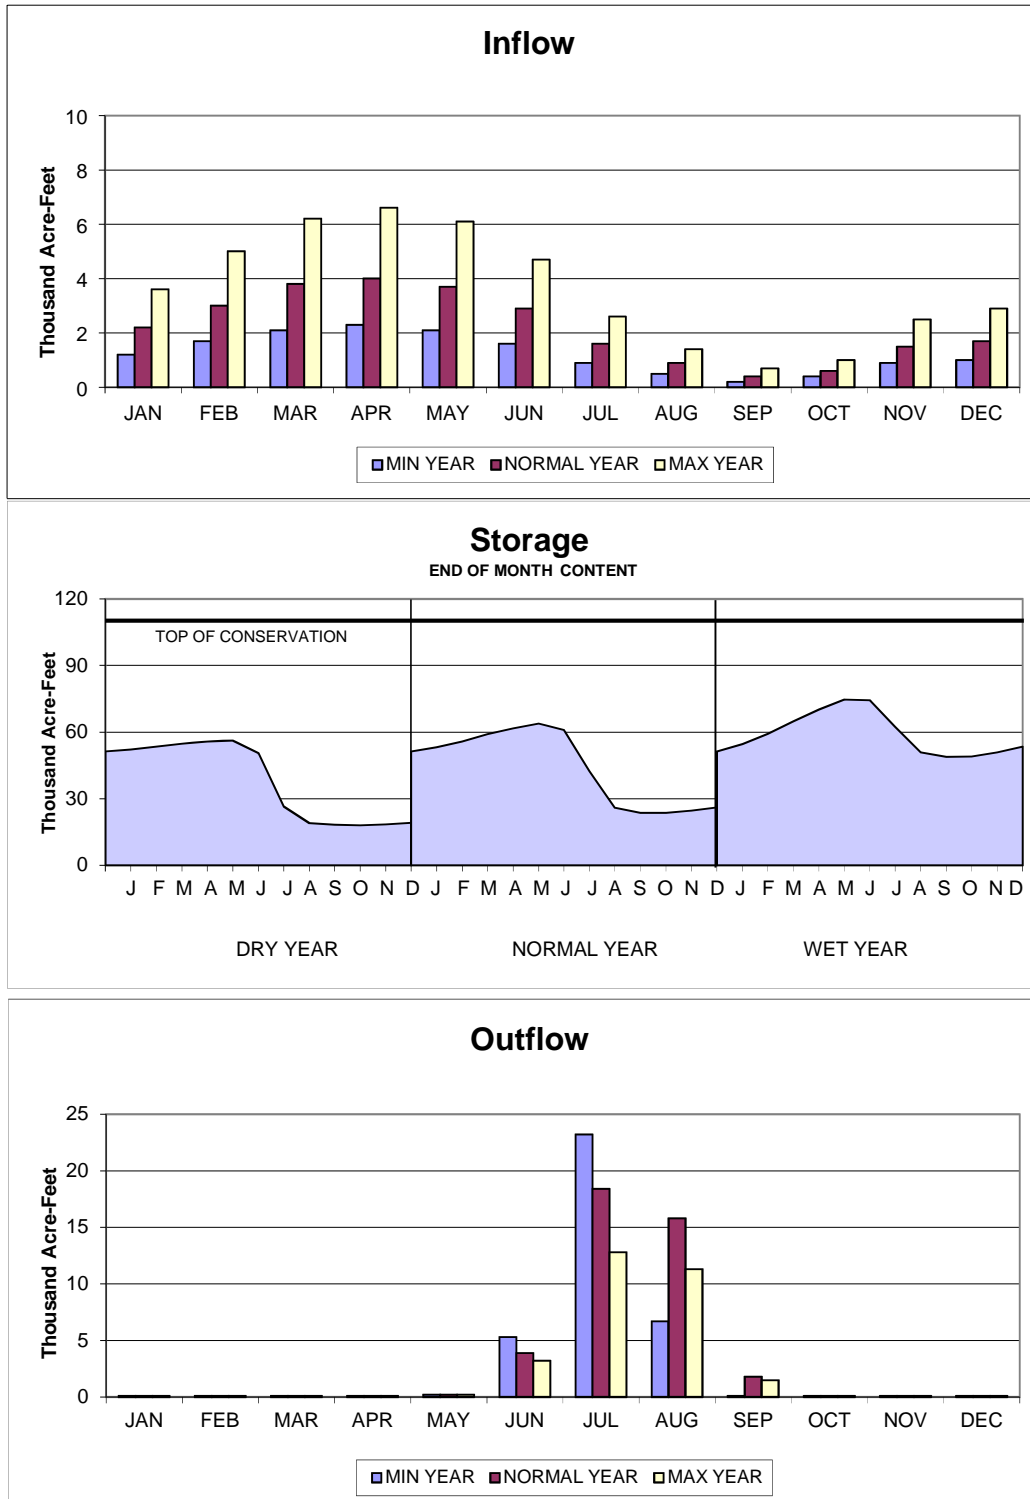 Inflow
Thousand Acre-Feet
10
8
6
4
2
0
JAN FEB MAR APR MAY JUN JUL AUG SEP OCT NOV DEC
MIN YEAR NORMAL YEAR MAX YEAR
Storage
END OF MONTH CONTENT
Thousand Acre-Feet
120
TOP OF CONSERVATION
90
60
30
0
J F M A M J J A S O N D J F M A M J J A S O N D J F M A M J J A S O N D
DRY YEAR NORMAL YEAR WET YEAR
Outflow
Thousand Acre-Feet
25
20
15
10
5
0
JAN FEB MAR APR MAY JUN JUL AUG SEP OCT NOV DEC
MIN YEAR NORMAL YEAR MAX YEAR